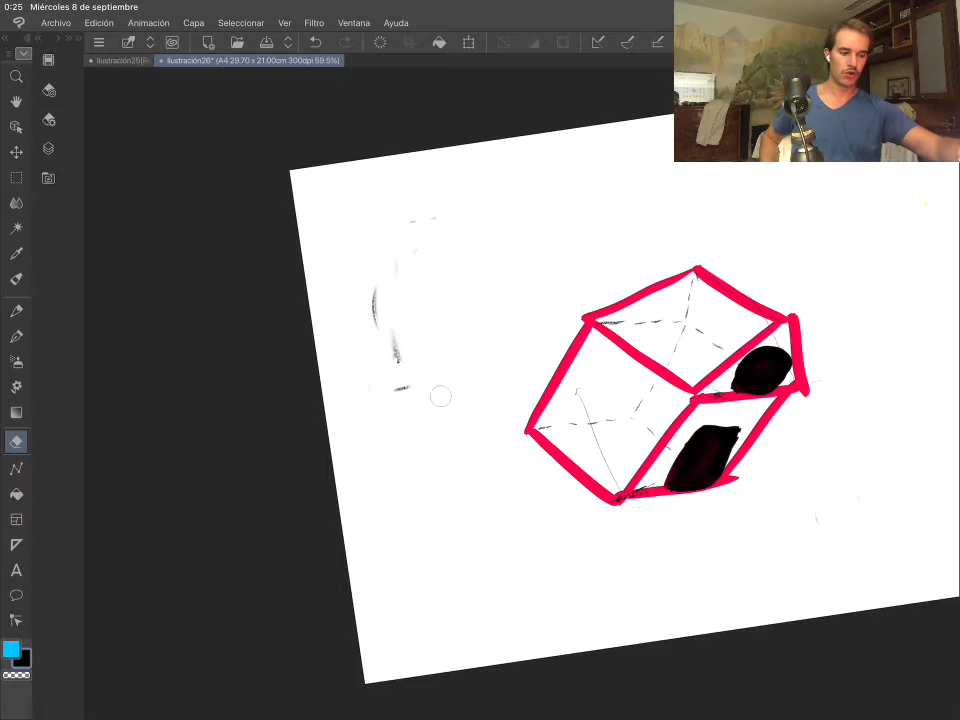 0:25 Miércoles 8 de septiembre
Archivo Edición Animación Capa Seleccionar Ver Filtro Ventana Ayuda
Ilustración25[R Ilustración26* (A4 29.70 x 21.00cm 300dpi 59.5%)